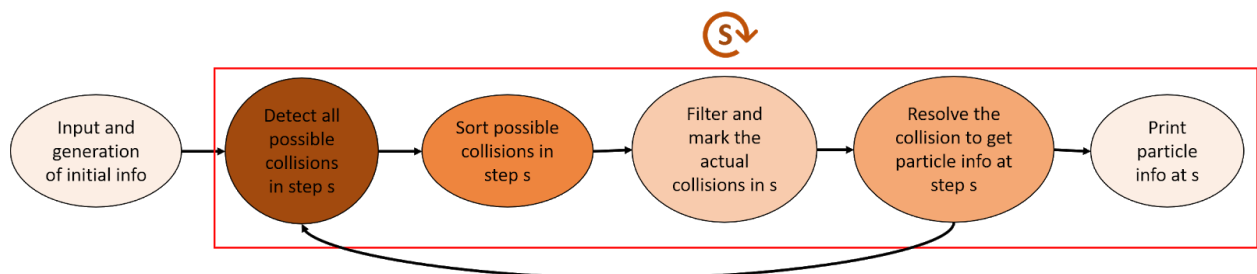 S
Input and
generation
of initial info
Detect all
possible
collisions
in step s
Sort possible
collisions in
step s
Filter and
mark the
actual
collisions in s
Resolve the
collision to get
particle info at
step s
Print
particle
info at s